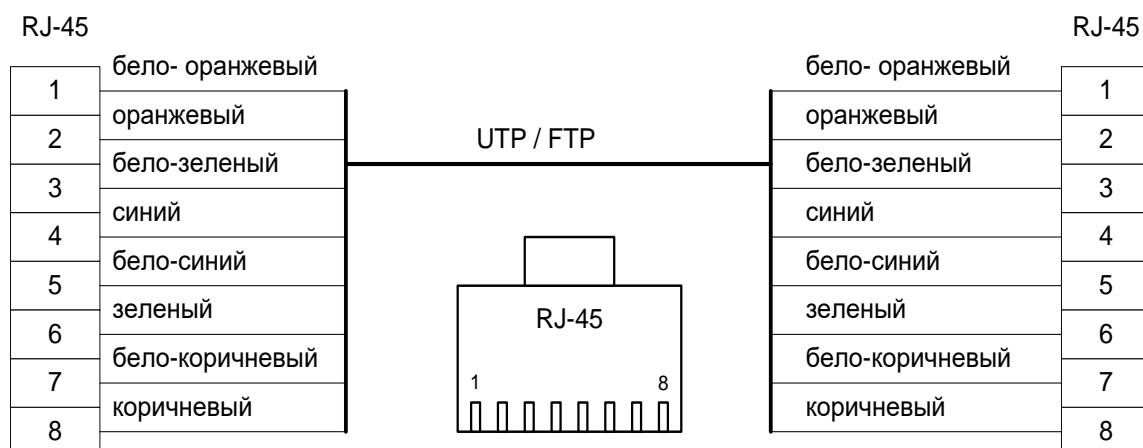 RJ-45 RJ-45
1 бело- оранжевый бело- оранжевый 1
2 оранжевый UTP / FTP оранжевый 2
3 бело-зеленый бело-зеленый 3
4 синий синий 4
5 бело-синий бело-синий 5
6 зеленый RJ-45 зеленый 6
7 бело-коричневый 1 8 бело-коричневый 7
8 коричневый коричневый 8